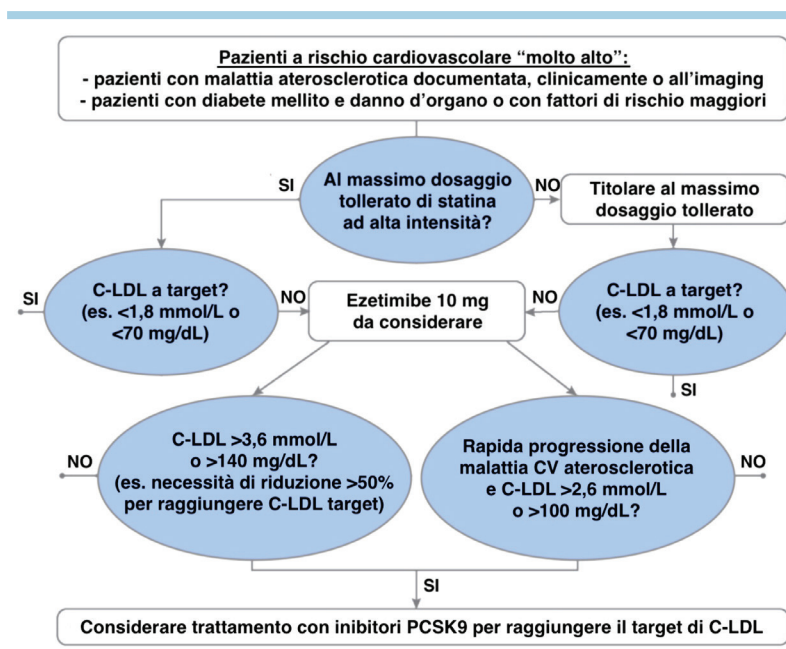 Pazienti a rischio cardiovascolare “molto alto”:
- pazienti con malattia aterosclerotica documentata, clinicamente o all’imaging
- pazienti con diabete mellito e danno d’organo o con fattori di rischio maggiori
SI
Al massimo dosaggio
tollerato di statina
ad alta intensità?
NO
Titolare al massimo
dosaggio tollerato
SI
C-LDL a target?
(es. <1,8 mmol/L o
<70 mg/dL)
NO
Ezetimibe 10 mg
da considerare
NO
C-LDL a target?
(es. <1,8 mmol/L o
<70 mg/dL)
SI
NO
C-LDL >3,6 mmol/L
o >140 mg/dL?
(es. necessità di riduzione >50%
per raggiungere C-LDL target)
Rapida progressione della
malattia CV aterosclerotica
e C-LDL >2,6 mmol/L
o >100 mg/dL?
NO
SI
Considerare trattamento con inibitori PCSK9 per raggiungere il target di C-LDL